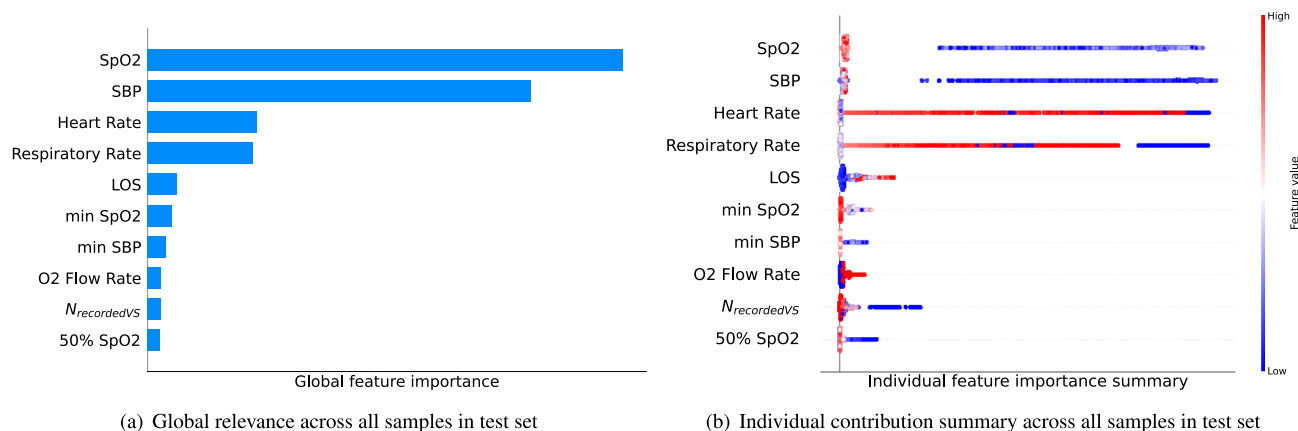 SpO2
SBP
Heart Rate
Respiratory Rate
LOS
min SpO2
min SBP
O2 Flow Rate
N_recordedVS
50% SpO2
Global feature importance
(a) Global relevance across all samples in test set
High
SpO2
SBP
Heart Rate
Respiratory Rate
LOS
min SpO2
min SBP
O2 Flow Rate
N_recordedVS
50% SpO2
Feature value
Low
Individual feature importance summary
(b) Individual contribution summary across all samples in test set